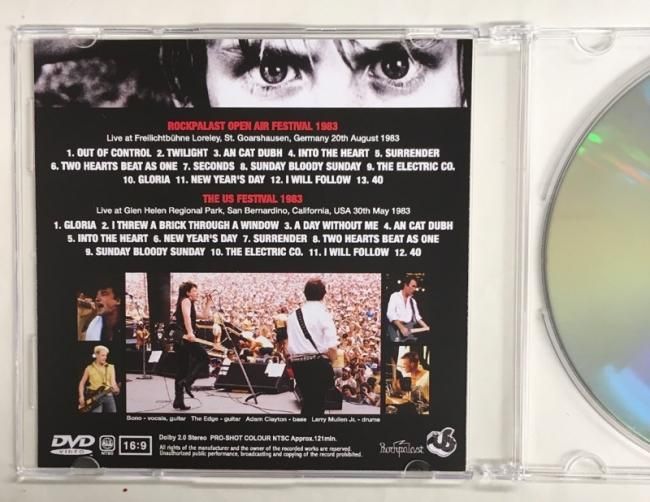 ROCKPALAST OPEN AIR FESTIVAL 1983
Live at Freilichtbühne Loreley, St. Goarshausen, Germany 20th August 1983
1. OUT OF CONTROL 2. TWILIGHT 3. AN CAT DUBH 4. INTO THE HEART 5. SURRENDER
6. TWO HEARTS BEAT AS ONE 7. SECONDS 8. SUNDAY BLOODY SUNDAY 9. THE ELECTRIC CO.
10. GLORIA 11. NEW YEAR'S DAY 12. I WILL FOLLOW 13. 40
THE US FESTIVAL 1983
Live at Glen Helen Regional Park, San Bernardino, California, USA 30th May 1983
1. GLORIA 2. I THREW A BRICK THROUGH A WINDOW 3. A DAY WITHOUT ME 4. AN CAT DUBH
5. INTO THE HEART 6. NEW YEAR'S DAY 7. SURRENDER 8. TWO HEARTS BEAT AS ONE
9. SUNDAY BLOODY SUNDAY 10. THE ELECTRIC CO. 11. I WILL FOLLOW 12. 40
Bono - vocals, guitar The Edge - guitar Adam Clayton - bass Larry Mullen Jr. - drums
DVD VIDEO
ALL NTSC
16:9
Dolby 2.0 Stereo PRO-SHOT COLOUR NTSC Approx.121min.
All rights of the manufacturer and the owner of the recorded works are reserved.
Unauthorized public performance, broadcasting and copying of the record prohibited.
Rockpalast